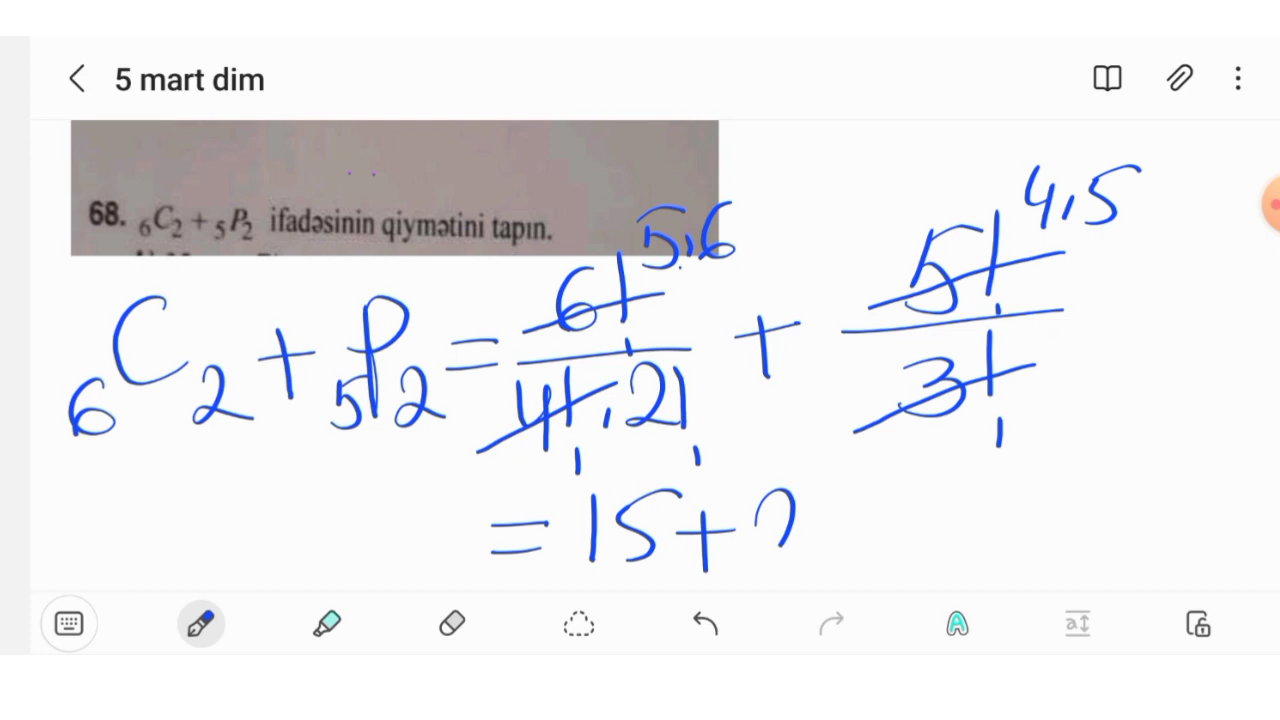 5 mart dim
68. ₆C₂ + ₅P₂ ifadəsinin qiymətini tapın.
₆C₂ + ₅P₂ = 6! 5·6 / 4!·2! + 5! 4·5 / 3!
= 15 +